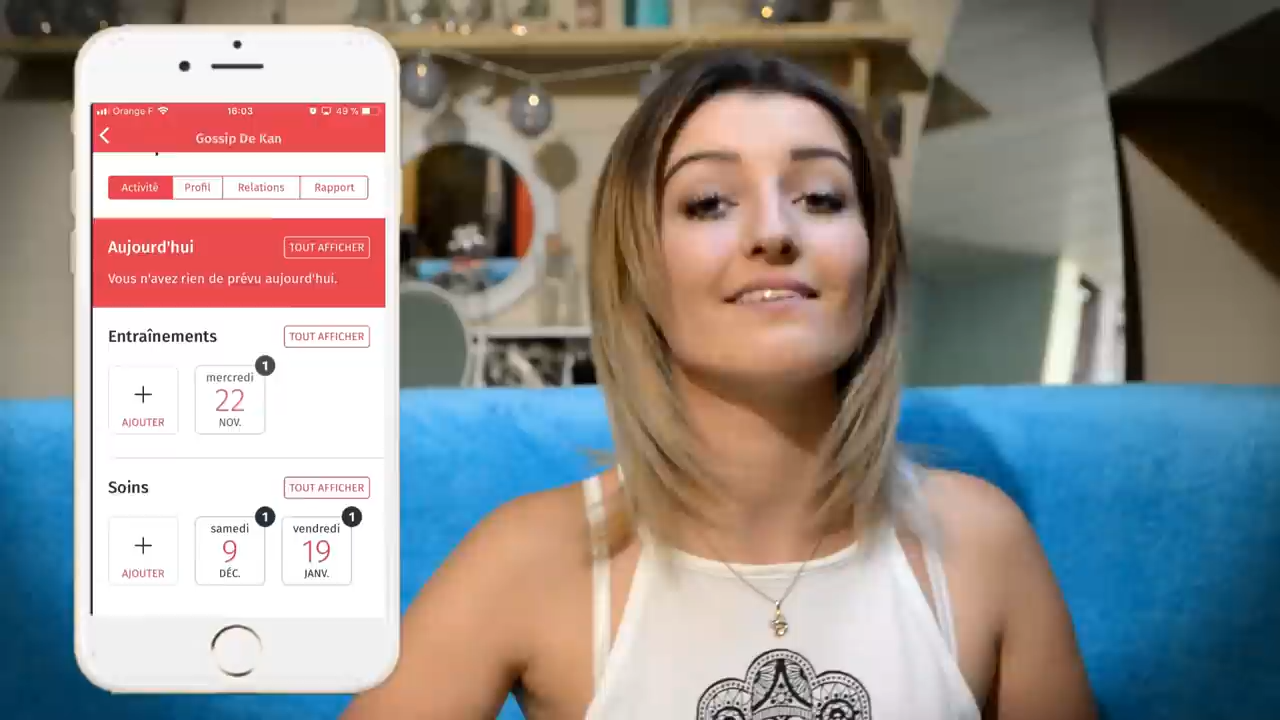 Orange F 16:03 49 %
Gossip De Kan
Activité Profil Relations Rapport
Aujourd'hui TOUT AFFICHER
Vous n'avez rien de prévu aujourd'hui.
Entraînements TOUT AFFICHER
1
mercredi
22
NOV.
AJOUTER
Soins TOUT AFFICHER
1 1
samedi vendredi
9 19
AJOUTER DÉC. JANV.